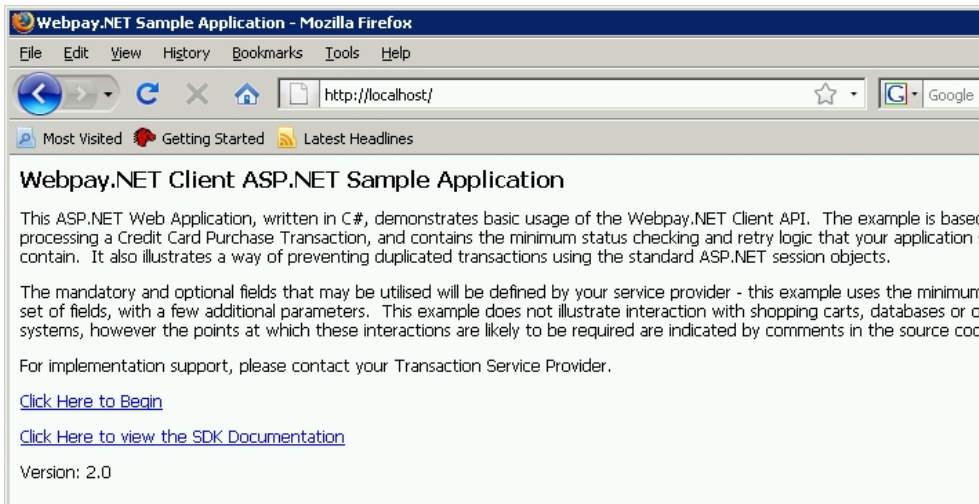 Webpay.NET Sample Application - Mozilla Firefox
File Edit View History Bookmarks Tools Help
http://localhost/
G Google
Most Visited Getting Started Latest Headlines
Webpay.NET Client ASP.NET Sample Application
This ASP.NET Web Application, written in C#, demonstrates basic usage of the Webpay.NET Client API. The example is based
processing a Credit Card Purchase Transaction, and contains the minimum status checking and retry logic that your application
contain. It also illustrates a way of preventing duplicated transactions using the standard ASP.NET session objects.
The mandatory and optional fields that may be utilised will be defined by your service provider - this example uses the minimum
set of fields, with a few additional parameters. This example does not illustrate interaction with shopping carts, databases or
systems, however the points at which these interactions are likely to be required are indicated by comments in the source
For implementation support, please contact your Transaction Service Provider.
Click Here to Begin
Click Here to view the SDK Documentation
Version: 2.0